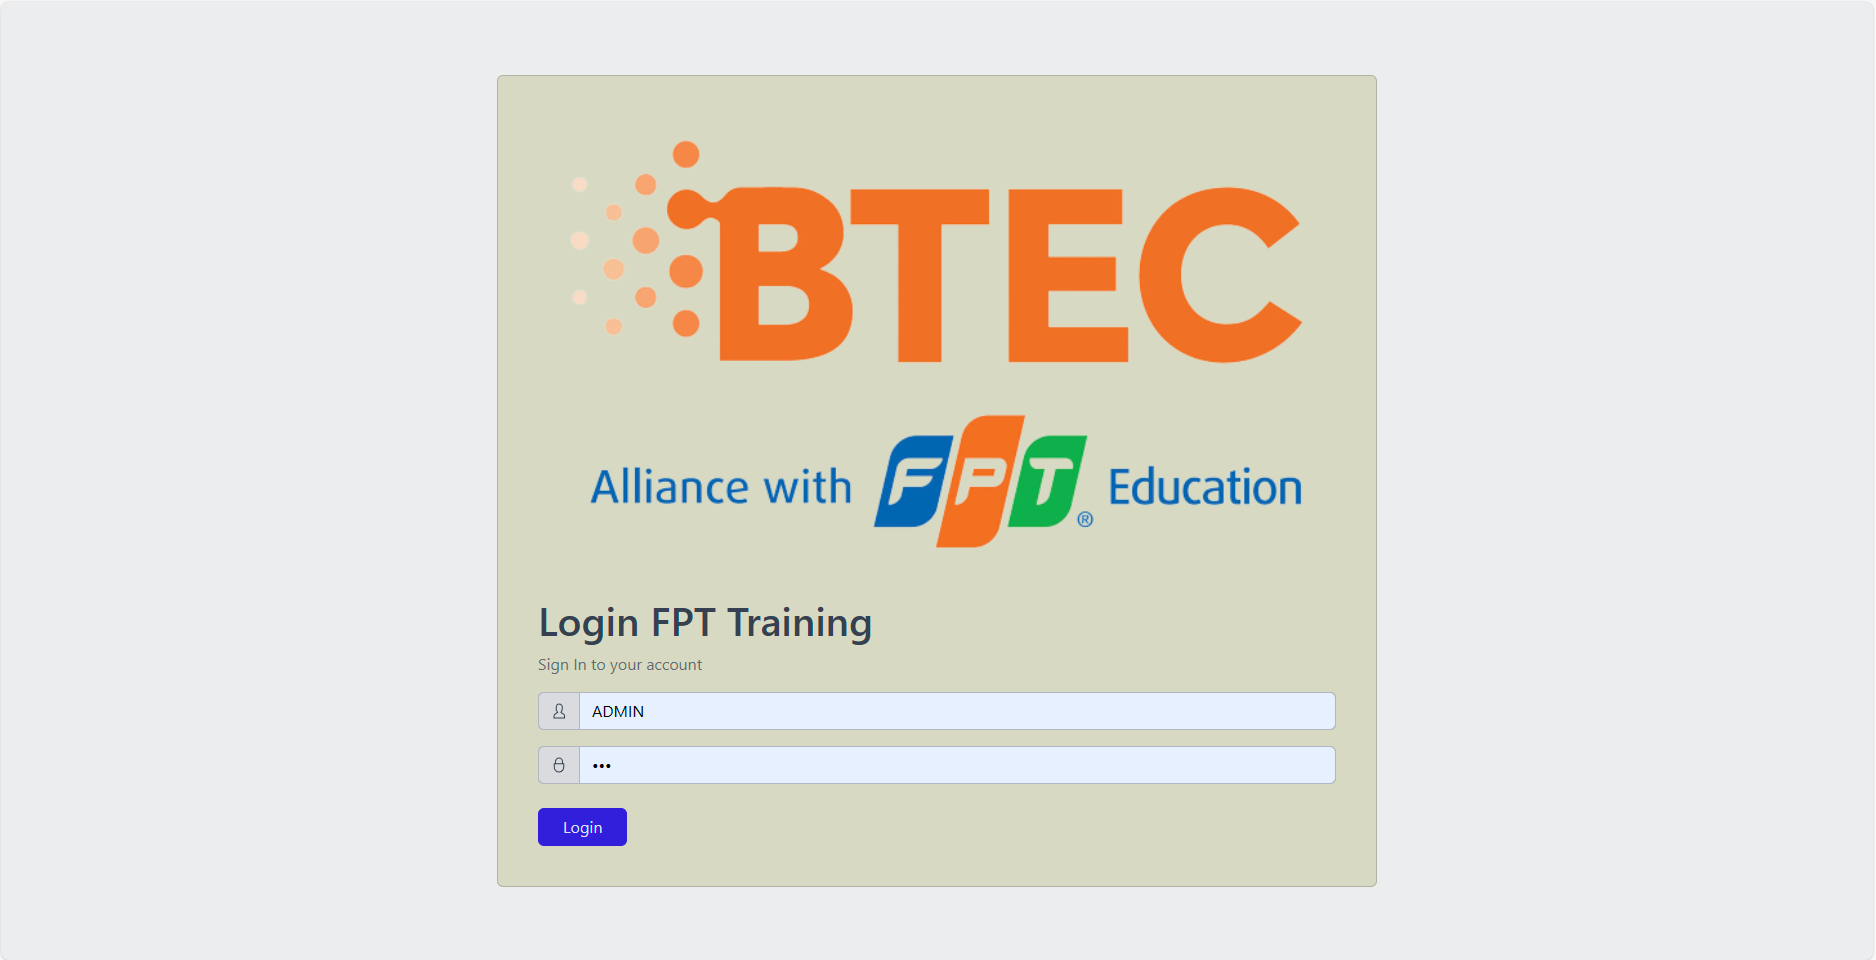 BTEC
Alliance with FPT® Education
Login FPT Training
Sign In to your account
ADMIN
•••
Login